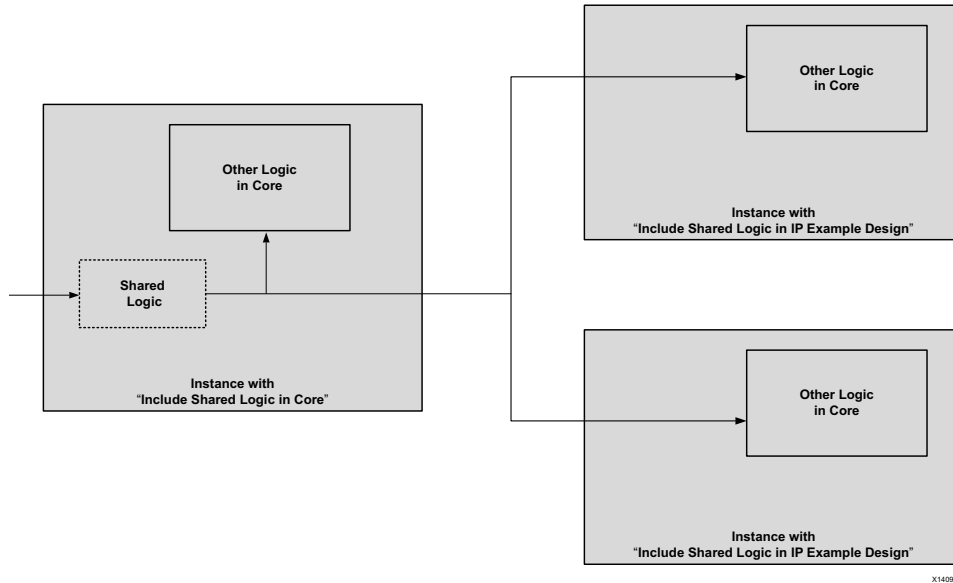 Other Logic
in Core
Instance with
“Include Shared Logic in IP Example Design”
Other Logic
in Core
Shared
Logic
Instance with
“Include Shared Logic in Core”
Other Logic
in Core
Instance with
“Include Shared Logic in IP Example Design”
X1409